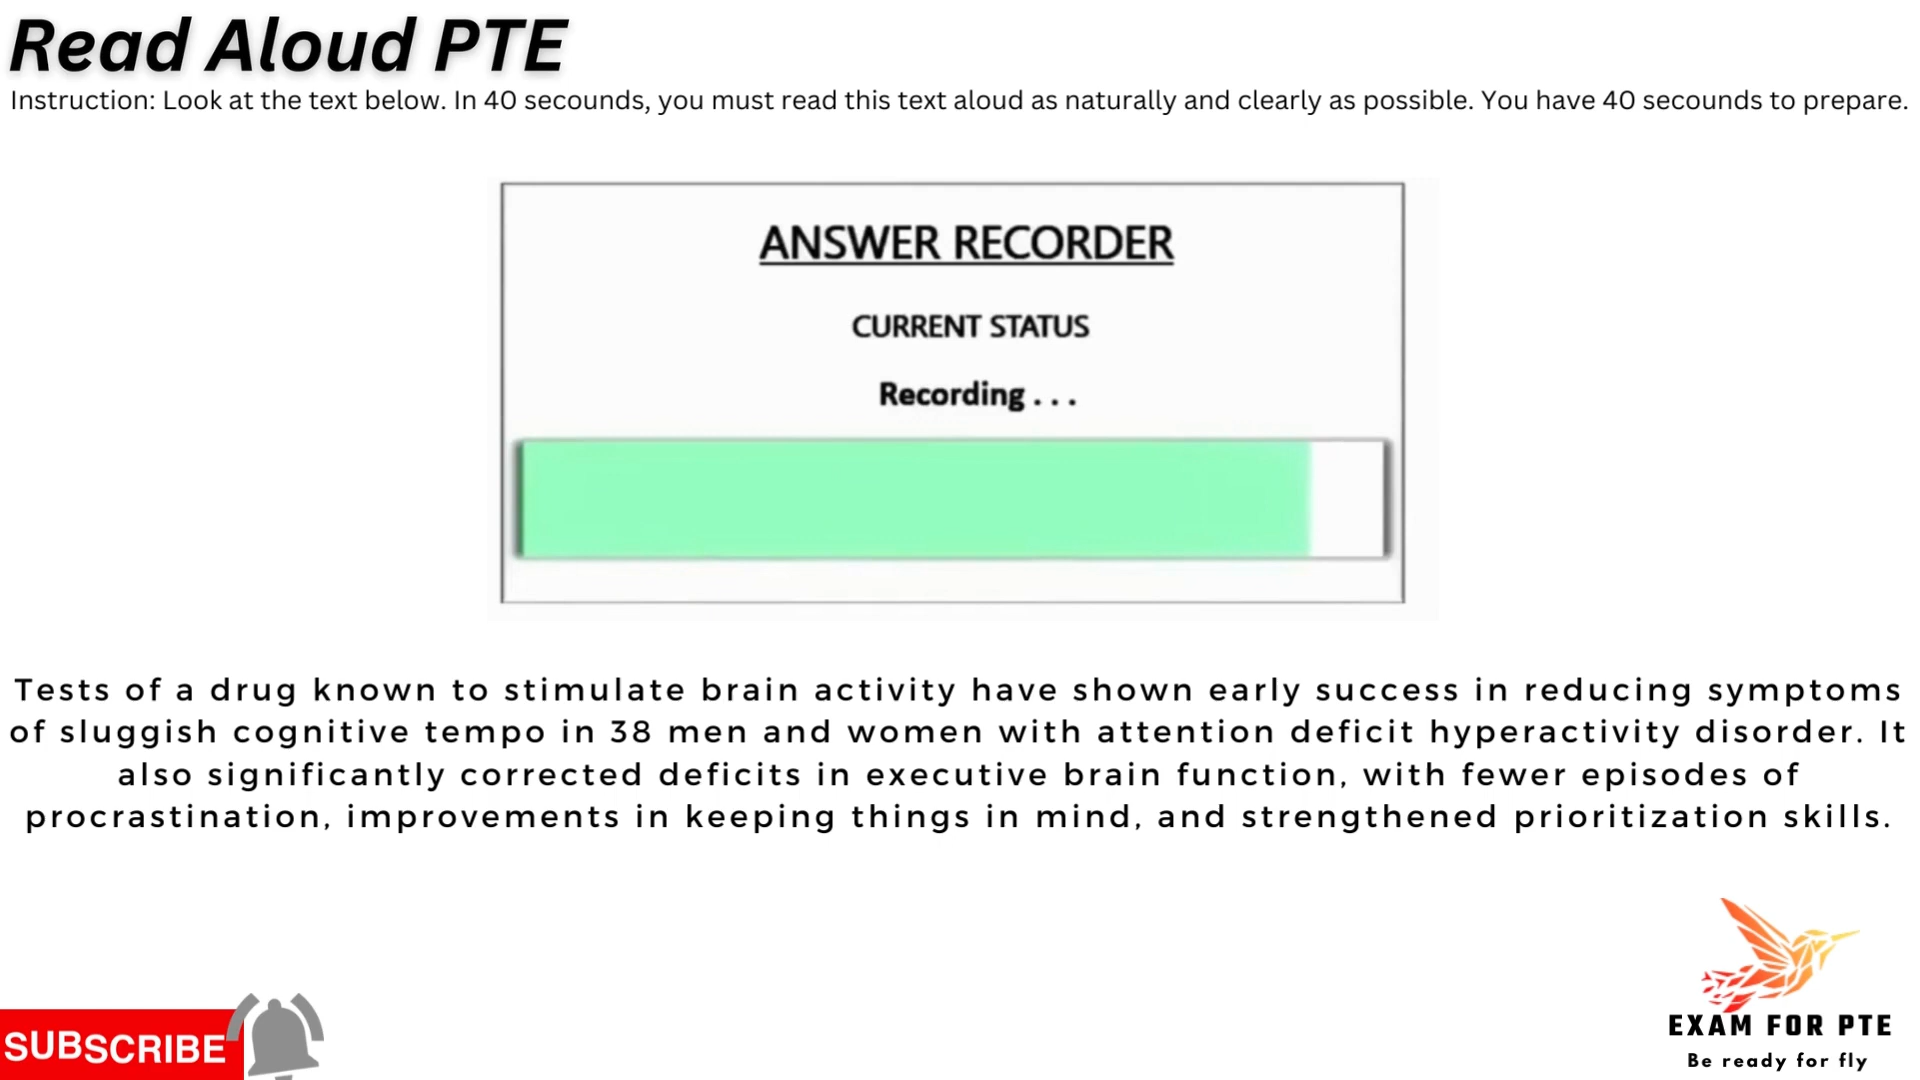 Read Aloud PTE
Instruction: Look at the text below. In 40 secounds, you must read this text aloud as naturally and clearly as possible. You have 40 secounds to prepare.
ANSWER RECORDER
CURRENT STATUS
Recording . . .
Tests of a drug known to stimulate brain activity have shown early success in reducing symptoms
of sluggish cognitive tempo in 38 men and women with attention deficit hyperactivity disorder. It
also significantly corrected deficits in executive brain function, with fewer episodes of
procrastination, improvements in keeping things in mind, and strengthened prioritization skills.
SUBSCRIBE
EXAM FOR PTE
Be ready for fly